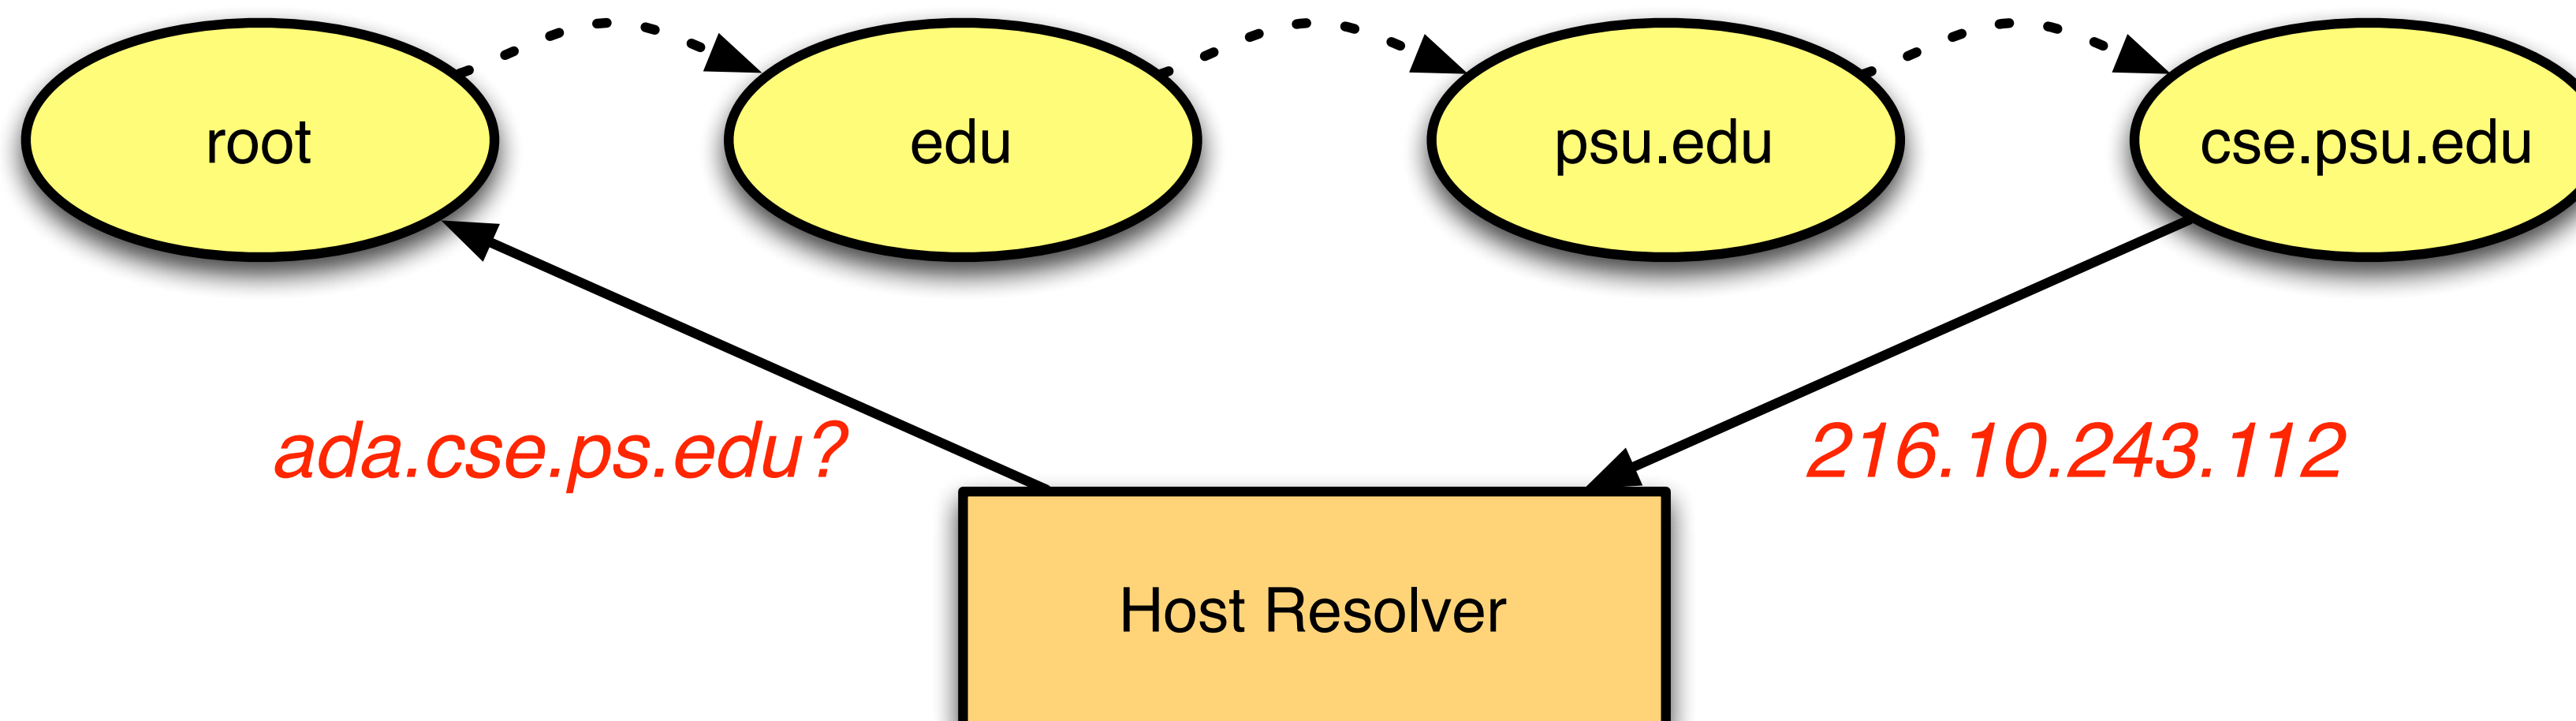 root
edu
psu.edu
cse.psu.edu
ada.cse.ps.edu?
216.10.243.112
Host Resolver